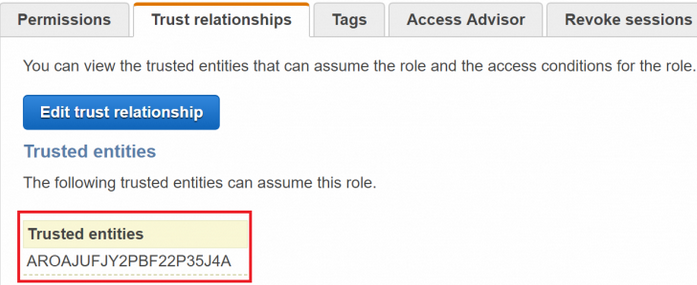 Permissions Trust relationships Tags Access Advisor Revoke sessions
You can view the trusted entities that can assume the role and the access conditions for the role.
Edit trust relationship
Trusted entities
The following trusted entities can assume this role.
Trusted entities
AROAJUFJY2PBF22P35J4A